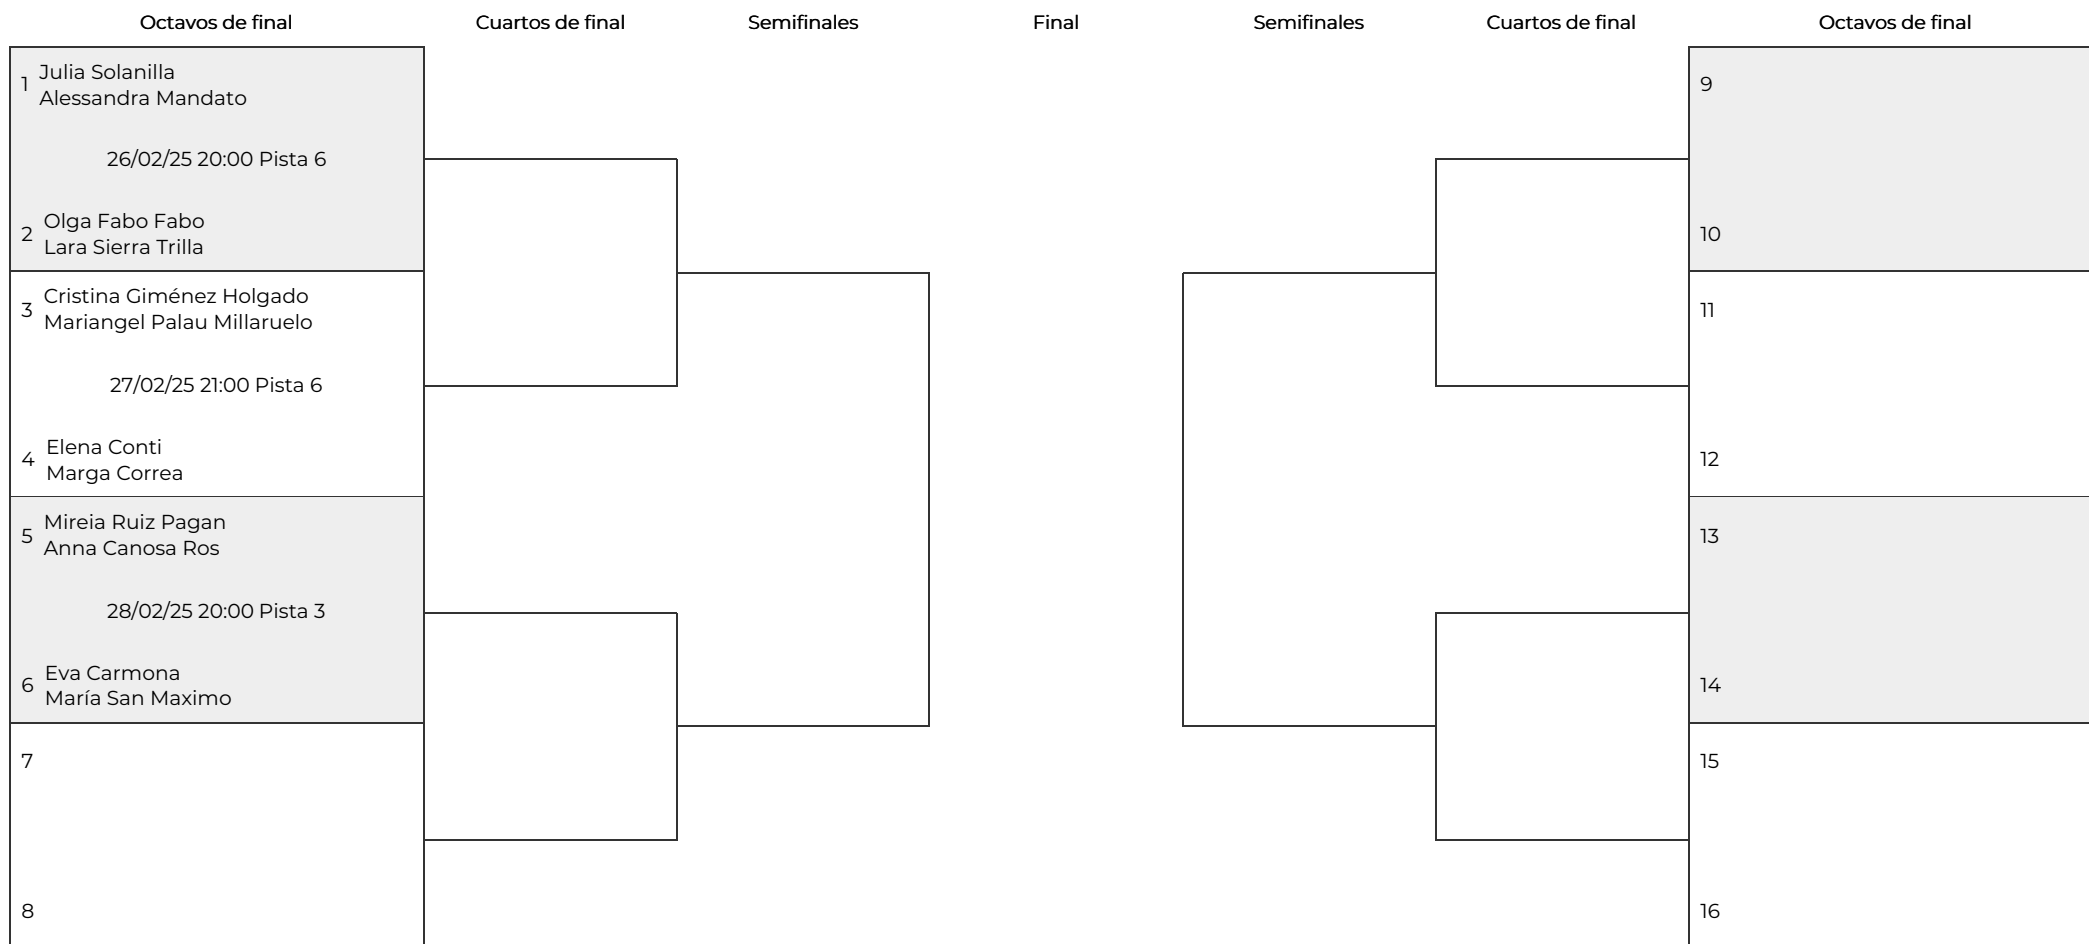 Octavos de final
Cuartos de final
Semifinales
Final
Semifinales
Cuartos de final
Octavos de final
1
Julia Solanilla
Alessandra Mandato
26/02/25 20:00 Pista 6
2
Olga Fabo Fabo
Lara Sierra Trilla
3
Cristina Giménez Holgado
Mariangel Palau Millaruelo
27/02/25 21:00 Pista 6
4
Elena Conti
Marga Correa
5
Mireia Ruiz Pagan
Anna Canosa Ros
28/02/25 20:00 Pista 3
6
Eva Carmona
María San Maximo
7
8
9
10
11
12
13
14
15
16